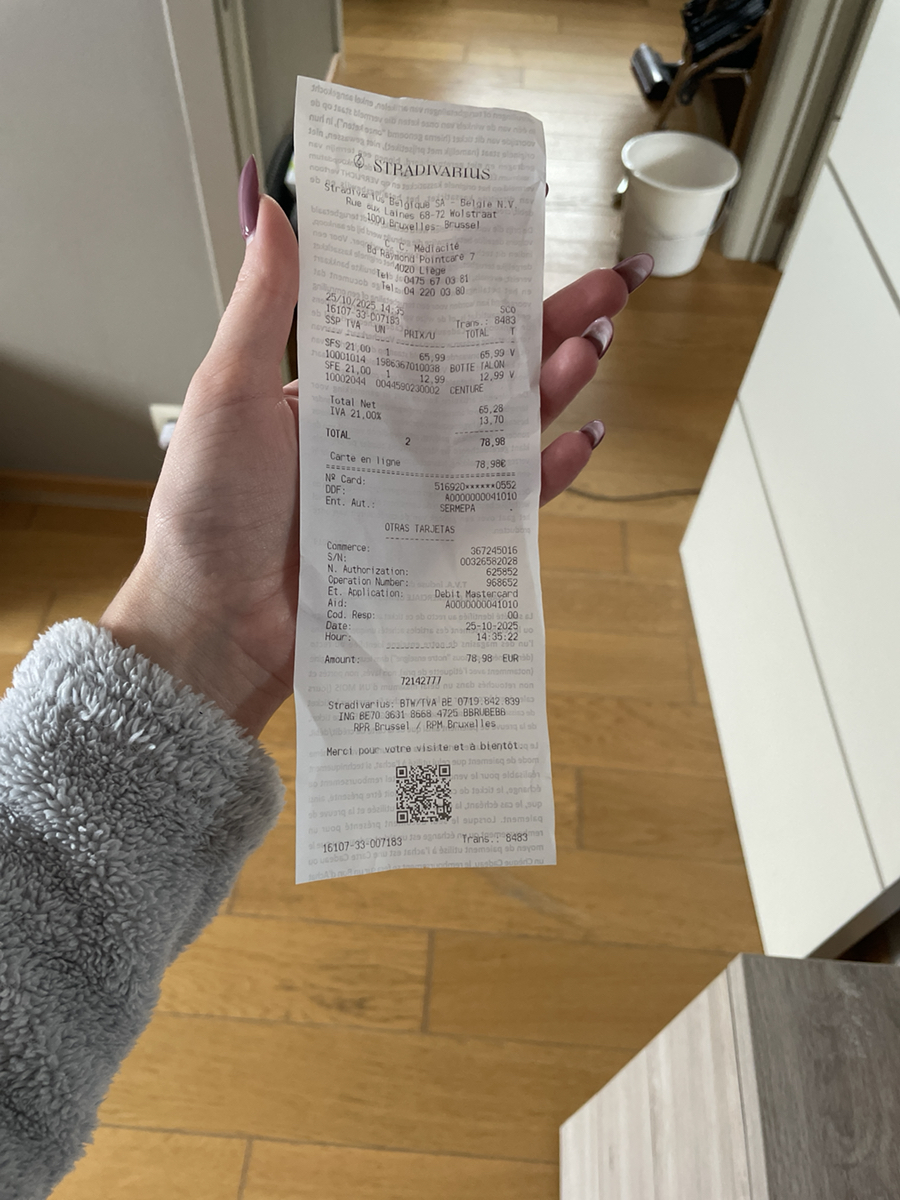 STRADIVARIUS
Stradivarius Belgique SA - Belgie N.V.
Rue aux Laines 68-72 Wolstraat
1000 Bruxelles- Brussel
C. C. Médiacité
Bd Raymond Pointcaré 7
4020 Liège
Tel: 0475 67 03 81
Tel: 04 220 03 80
25/10/2025 14:35 SCO
16107-33-007183 Trans.: 8483
SSP TVA UN PRIX/U TOTAL T
SFS 21,00 1 65,99 65,99 V
10001014 1906367010038 BOTTE TALON
SFE 21,00 1 12,99 12,99 V
10002044 0044590230002 CENTURE
Total Net 65,28
IVA 21,00% 13,70
TOTAL 2 78,98
Carte en ligne 78,98€
Nº Card: 516920******0552
DDF: A0000000041010
Ent. Aut.: SERMEPA -
OTRAS TARJETAS
Commerce: 367245016
S/N: 00326582028
N. Authorization: 625852
Operation Number: 968652
Et. Application: Debit Mastercard
Aid: A0000000041010
Cod. Resp: 00
Date: 25-10-2025
Hour: 14:35:22
Amount: 78,98 EUR
72142777
Stradivarius: BTW/TVA BE 0719.642 839
ING BE70 3631 8668 4725 BBRUBEBB
RPR Brussel / RPM Bruxelles
Merci pour votre visite et à bientôt.
16107-33-007183 Trans.: 8483